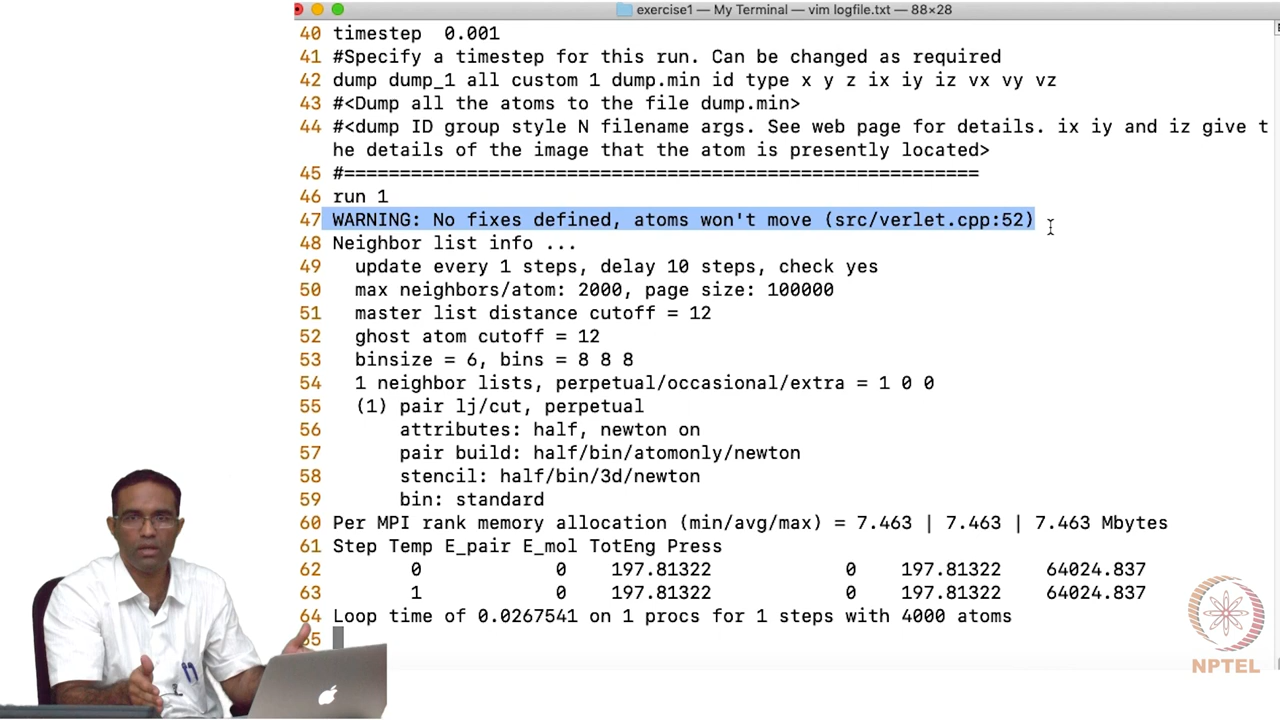 exercise1 — My Terminal — vim logfile.txt — 88×28
40 timestep  0.001
41 #Specify a timestep for this run. Can be changed as required
42 dump dump_1 all custom 1 dump.min id type x y z ix iy iz vx vy vz
43 #<Dump all the atoms to the file dump.min>
44 #<dump ID group style N filename args. See web page for details. ix iy and iz give t
he details of the image that the atom is presently located>
45 #=========================================================
46 run 1
47 WARNING: No fixes defined, atoms won't move (src/verlet.cpp:52)
48 Neighbor list info ...
49   update every 1 steps, delay 10 steps, check yes
50   max neighbors/atom: 2000, page size: 100000
51   master list distance cutoff = 12
52   ghost atom cutoff = 12
53   binsize = 6, bins = 8 8 8
54   1 neighbor lists, perpetual/occasional/extra = 1 0 0
55   (1) pair lj/cut, perpetual
56       attributes: half, newton on
57       pair build: half/bin/atomonly/newton
58       stencil: half/bin/3d/newton
59       bin: standard
60 Per MPI rank memory allocation (min/avg/max) = 7.463 | 7.463 | 7.463 Mbytes
61 Step Temp E_pair E_mol TotEng Press
62        0            0    197.81322            0    197.81322    64024.837
63        1            0    197.81322            0    197.81322    64024.837
64 Loop time of 0.0267541 on 1 procs for 1 steps with 4000 atoms
65
NPTEL